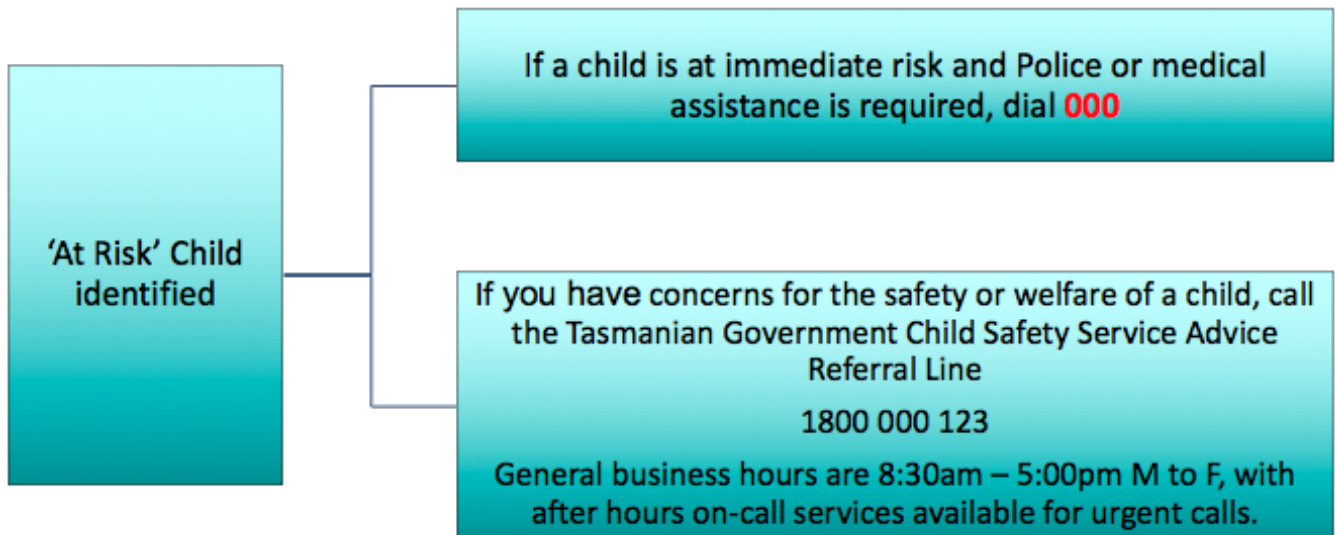 ‘At Risk’ Child
identified
If a child is at immediate risk and Police or medical
assistance is required, dial 000
If you have concerns for the safety or welfare of a child, call
the Tasmanian Government Child Safety Service Advice
Referral Line
1800 000 123
General business hours are 8:30am – 5:00pm M to F, with
after hours on-call services available for urgent calls.